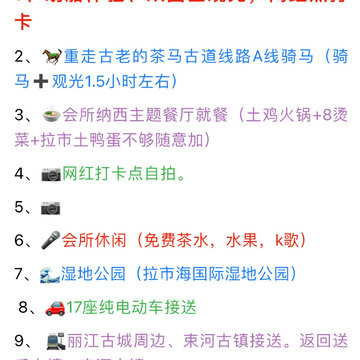 卡
2、🐎重走古老的茶马古道线路A线骑马（骑
马➕观光1.5小时左右）
3、🍲会所纳西主题餐厅就餐（土鸡火锅+8烫
菜+拉市土鸭蛋不够随意加）
4、📷网红打卡点自拍。
5、📷
6、🎤会所休闲（免费茶水，水果，k歌）
7、🌊湿地公园（拉市海国际湿地公园）
8、🚗17座纯电动车接送
9、🚉丽江古城周边、束河古镇接送。返回送